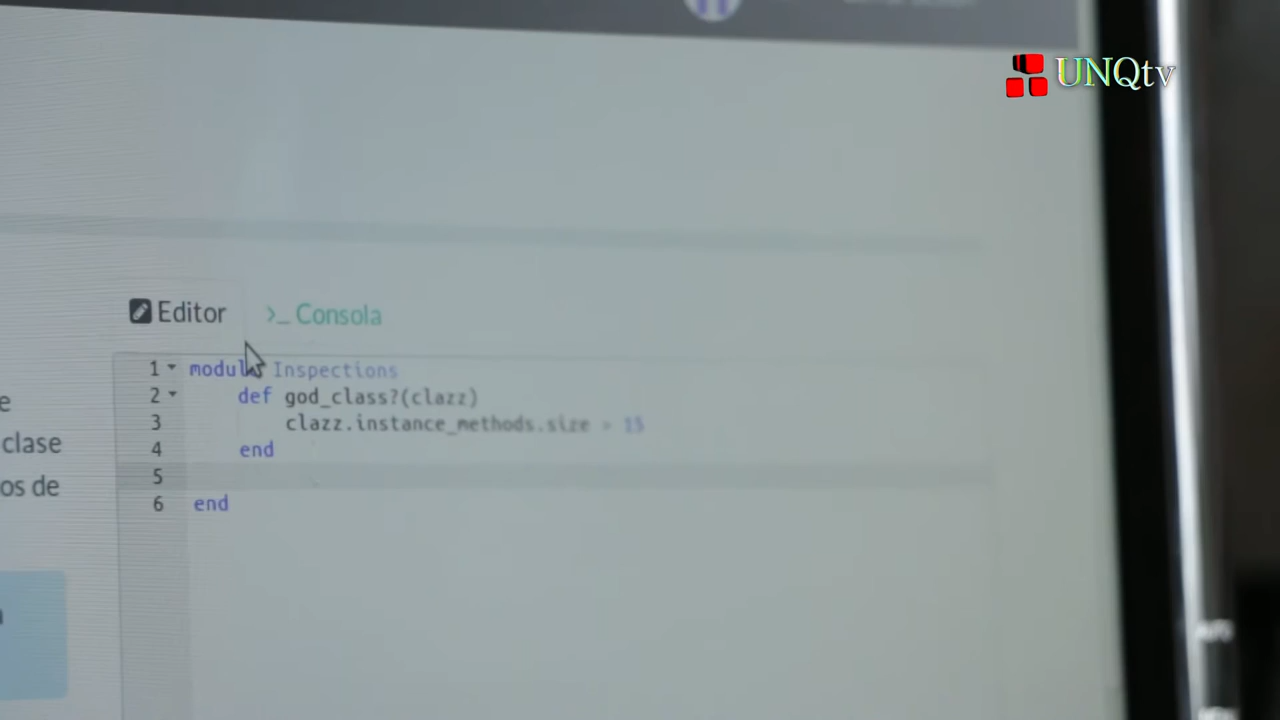 UNQtv
Editor
>_ Consola
1 module Inspections
2 def god_class?(clazz)
3 clazz.instance_methods.size > 15
4 end
5
6 end
e
clase
os de